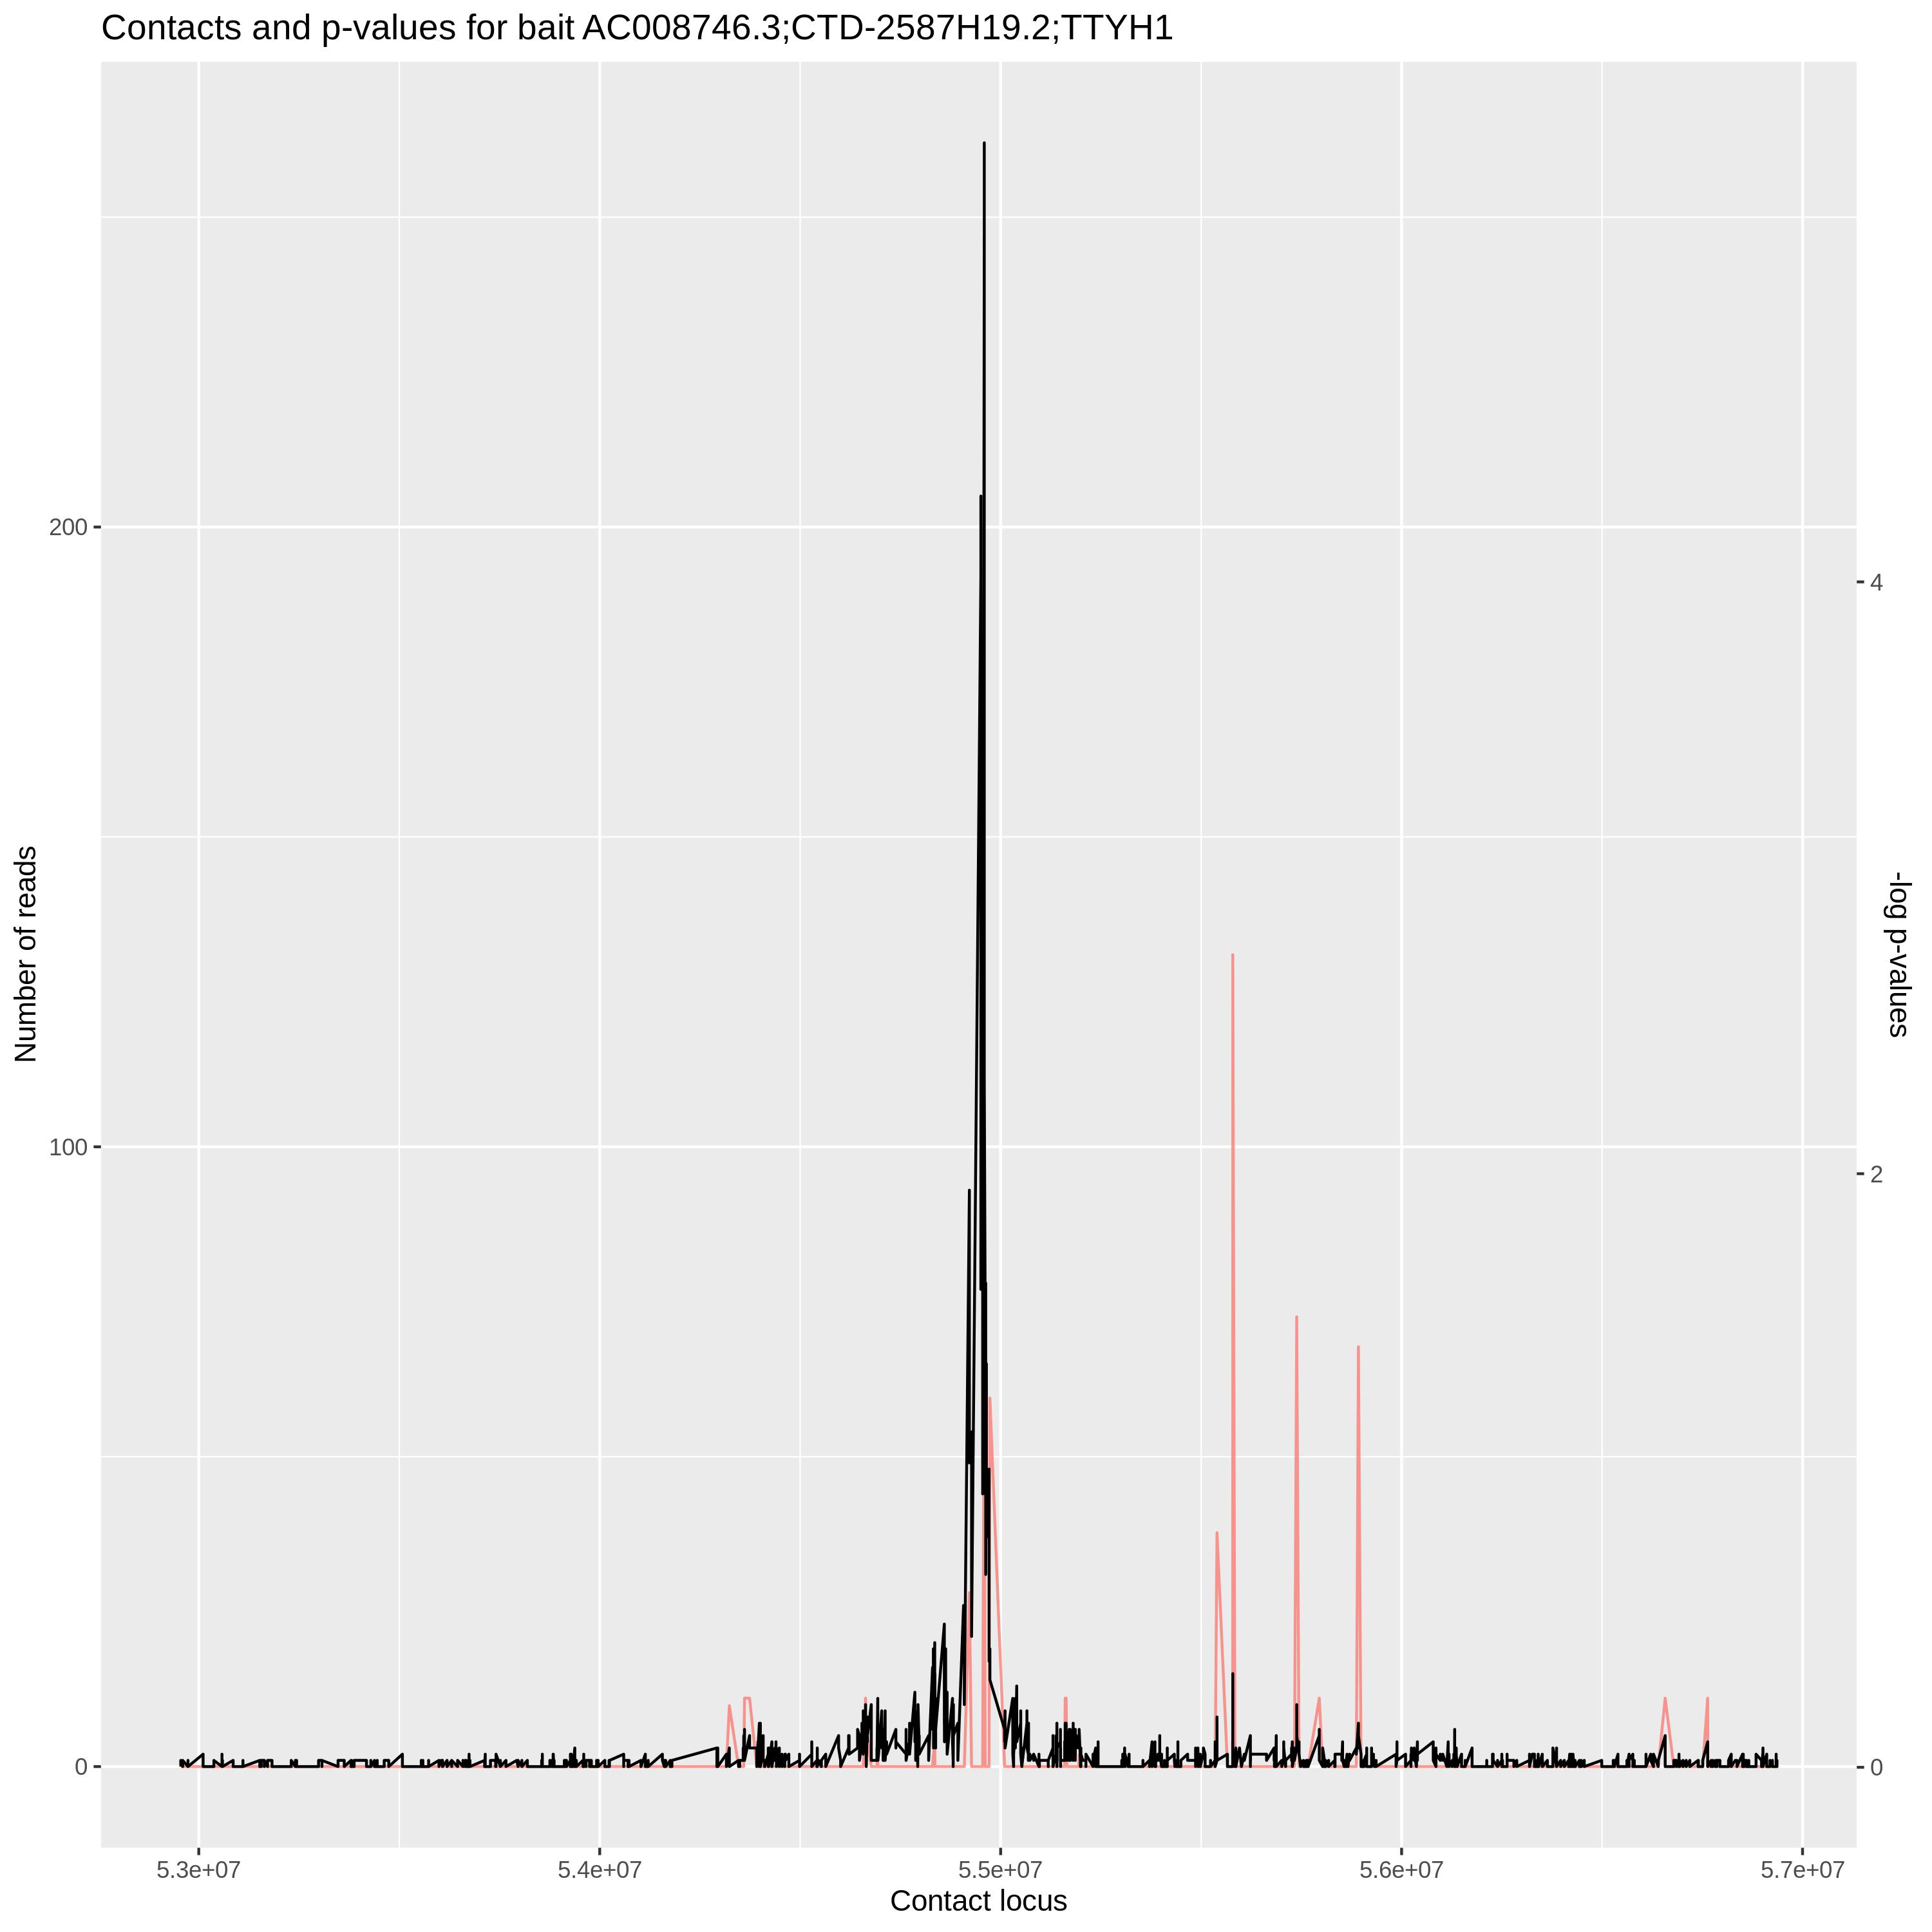 Contacts and p-values for bait AC008746.3;CTD-2587H19.2;TTYH1
Number of reads
200
100
0
4
2
0
-log p-values
5.3e+07
5.4e+07
5.5e+07
5.6e+07
5.7e+07
Contact locus